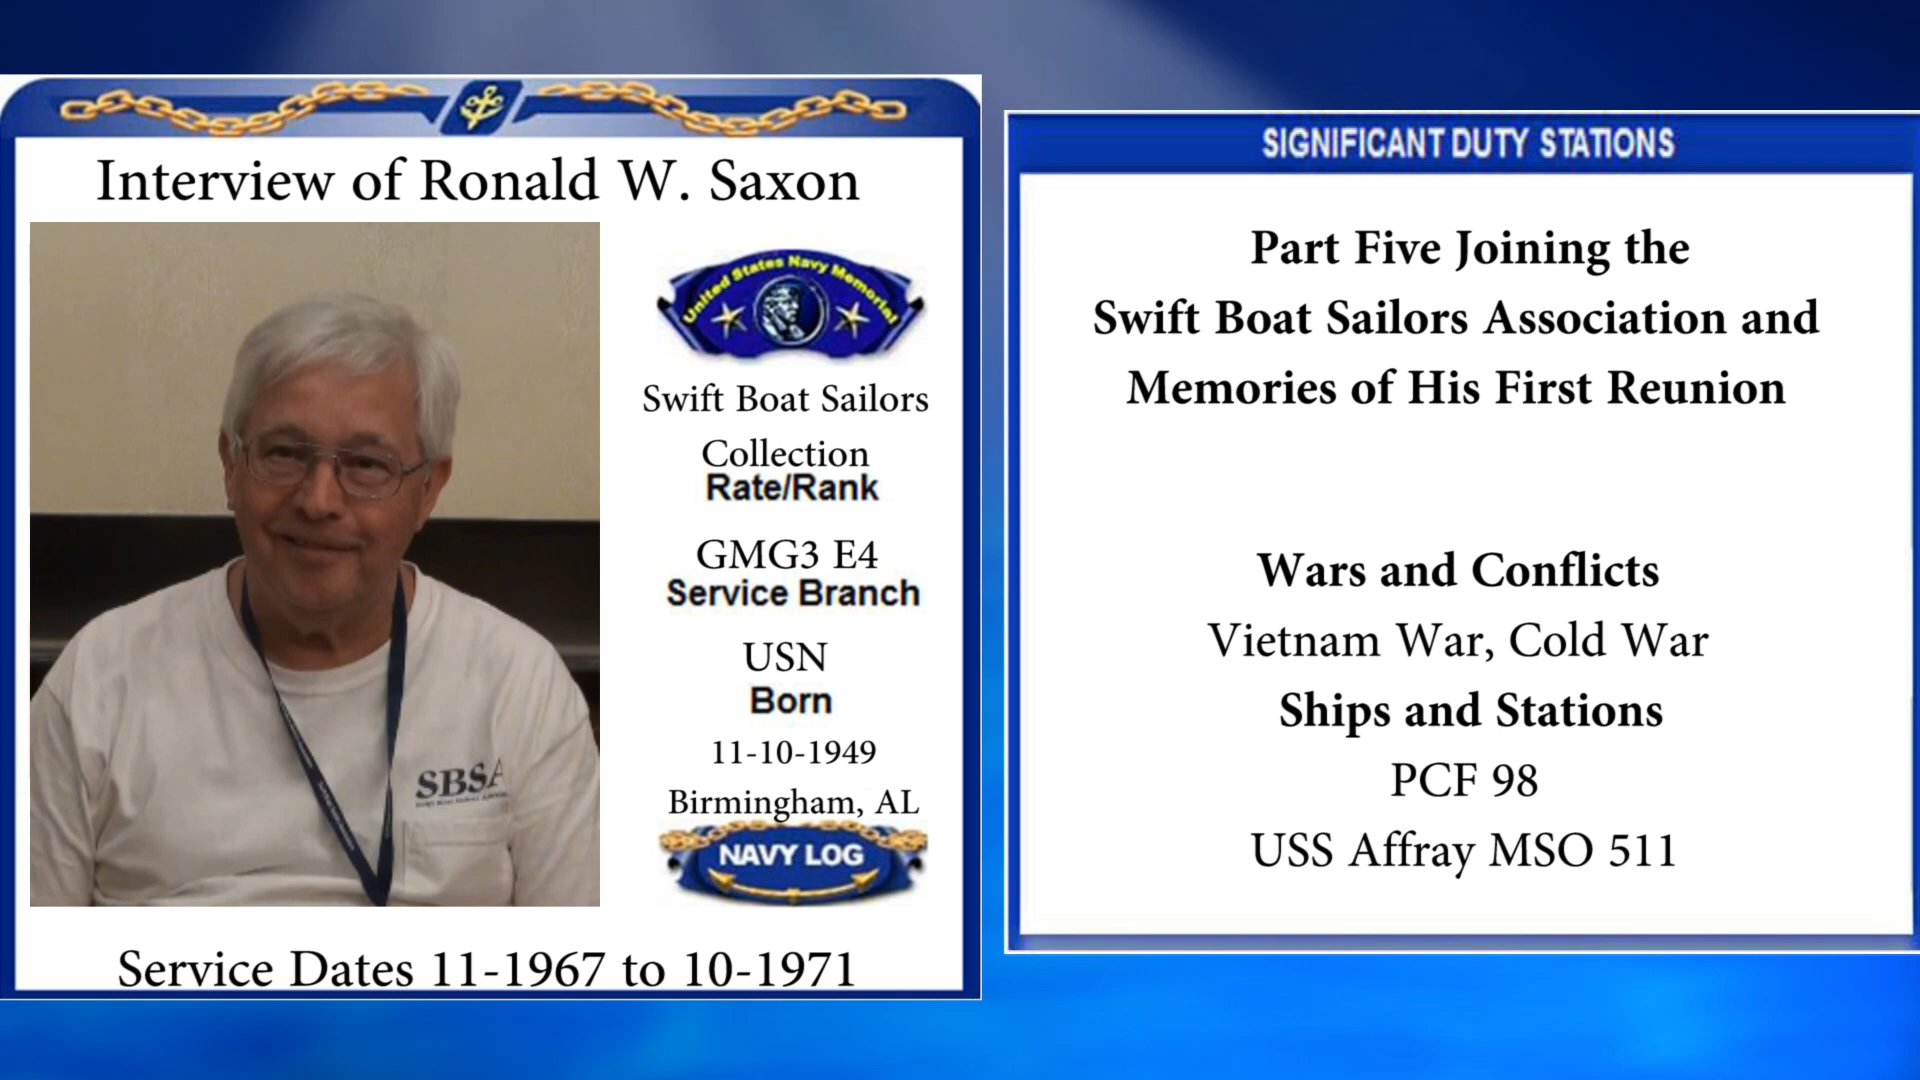 Interview of Ronald W. Saxon
United States Navy Memorial
Swift Boat Sailors
Collection
Rate/Rank
GMG3 E4
Service Branch
USN
Born
11-10-1949
Birmingham, AL
NAVY LOG
SBSA
Service Dates 11-1967 to 10-1971
SIGNIFICANT DUTY STATIONS
Part Five Joining the
Swift Boat Sailors Association and
Memories of His First Reunion
Wars and Conflicts
Vietnam War, Cold War
Ships and Stations
PCF 98
USS Affray MSO 511